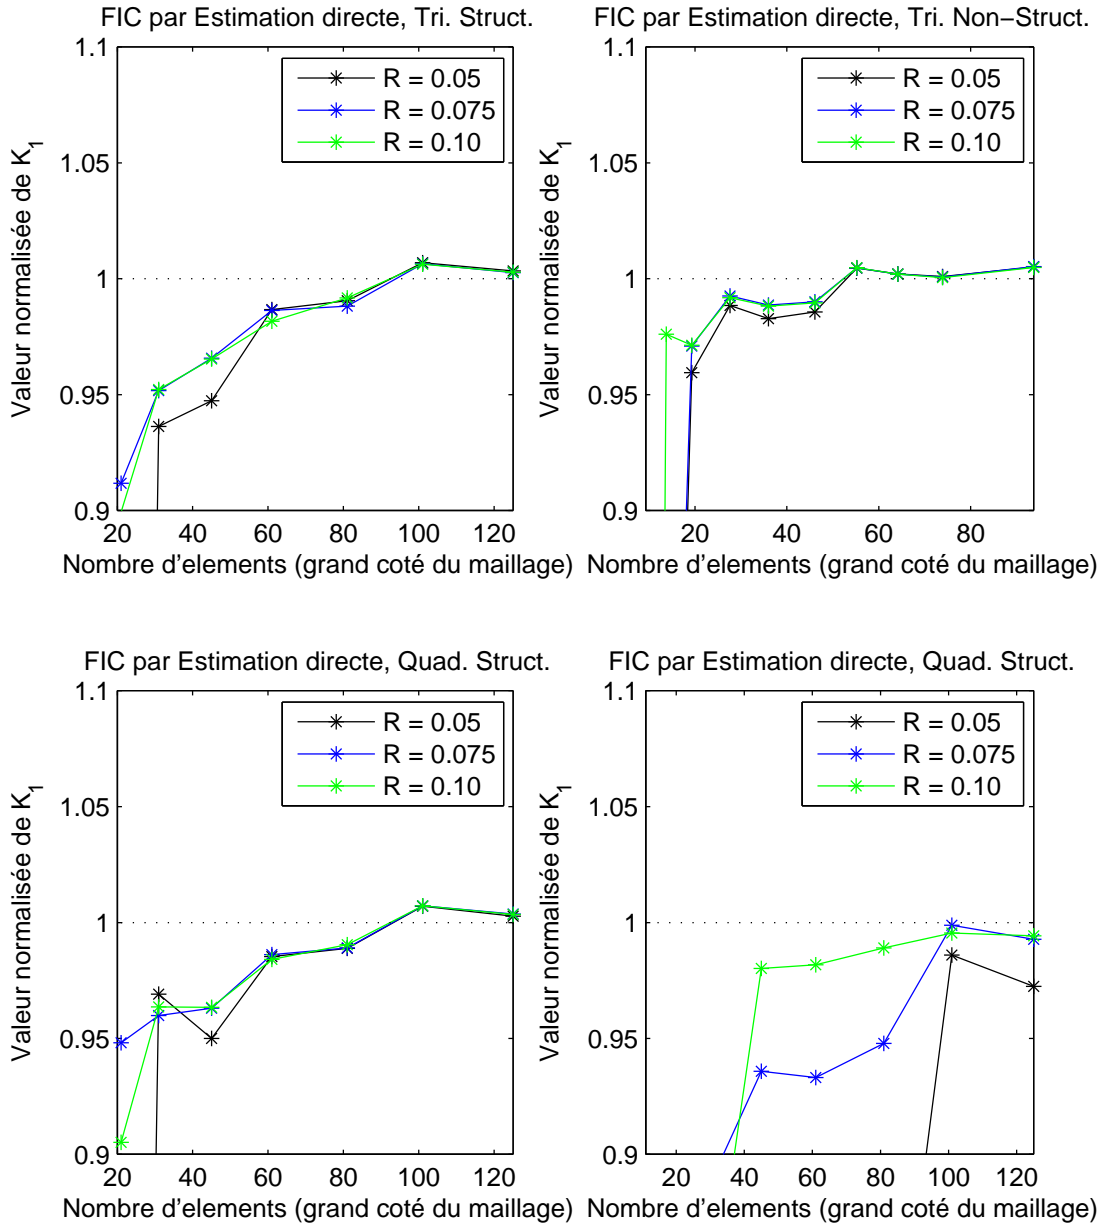 FIC par Estimation directe, Tri. Struct.
1.1
1.05
1
0.95
0.9
Valeur normalisée de K1
R = 0.05
R = 0.075
R = 0.10
20 40 60 80 100 120
Nombre d'elements (grand coté du maillage)
FIC par Estimation directe, Tri. Non−Struct.
1.1
1.05
1
0.95
0.9
Valeur normalisée de K1
R = 0.05
R = 0.075
R = 0.10
20 40 60 80
Nombre d'elements (grand coté du maillage)
FIC par Estimation directe, Quad. Struct.
1.1
1.05
1
0.95
0.9
Valeur normalisée de K1
R = 0.05
R = 0.075
R = 0.10
20 40 60 80 100 120
Nombre d'elements (grand coté du maillage)
FIC par Estimation directe, Quad. Struct.
1.1
1.05
1
0.95
0.9
Valeur normalisée de K1
R = 0.05
R = 0.075
R = 0.10
20 40 60 80 100 120
Nombre d'elements (grand coté du maillage)